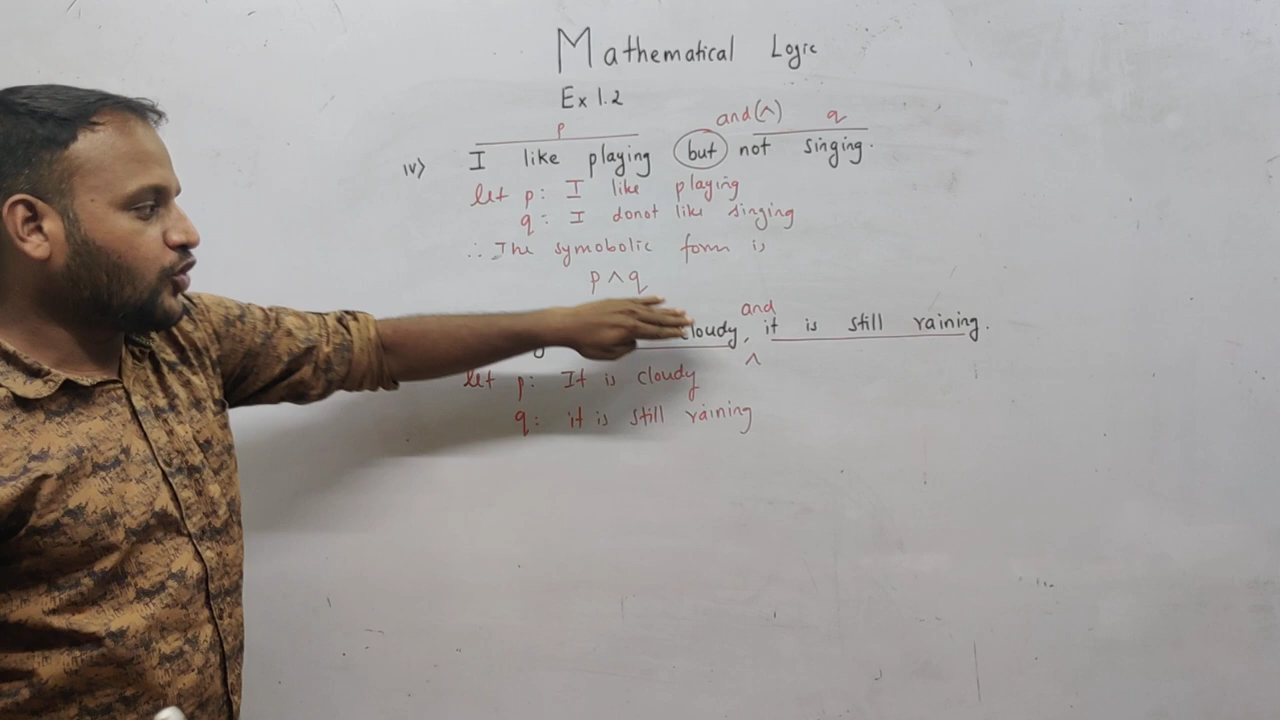 Mathematical Logic
Ex 1.2
p and(∧) q
iv) I like playing but not singing.
let p: I like playing
q: I donot like singing
∴ The symobolic form is
p ∧ q
and
cloudy, it is still raining.
∧
let p: It is cloudy
q: it is still raining